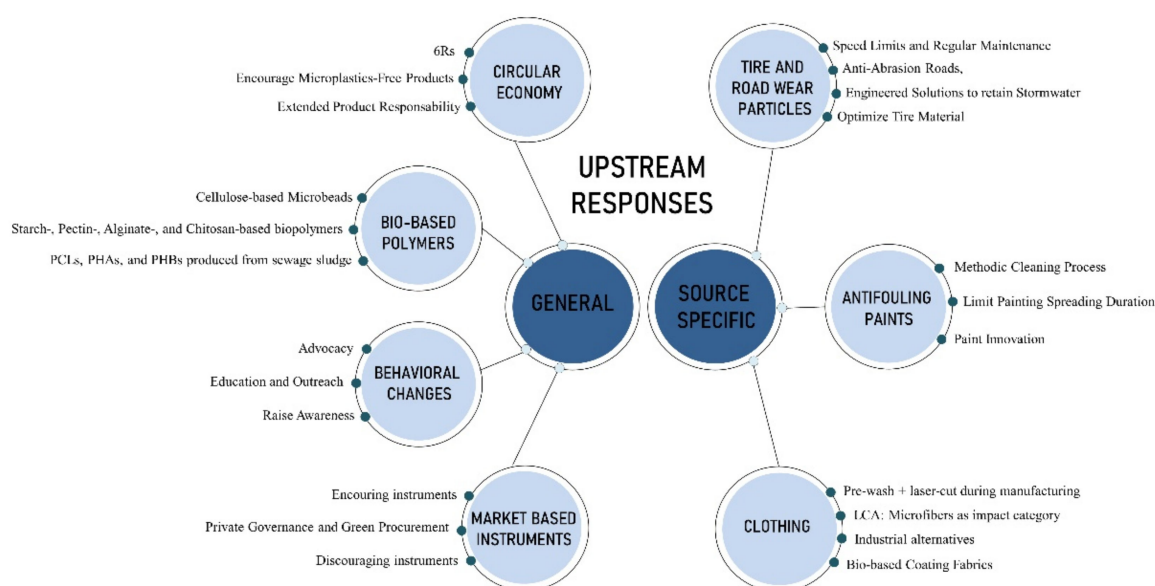 UPSTREAM
RESPONSES
GENERAL
CIRCULAR
ECONOMY
6Rs
Encourage Microplastics-Free Products
Extended Product Responsability
BIO-BASED
POLYMERS
Cellulose-based Microbeads
Starch-, Pectin-, Alginate-, and Chitosan-based biopolymers
PCLs, PHAs, and PHBs produced from sewage sludge
BEHAVIORAL
CHANGES
Advocacy
Education and Outreach
Raise Awareness
MARKET BASED
INSTRUMENTS
Encouring instruments
Private Governance and Green Procurement
Discouraging instruments
SOURCE
SPECIFIC
TIRE AND
ROAD WEAR
PARTICLES
Speed Limits and Regular Maintenance
Anti-Abrasion Roads,
Engineered Solutions to retain Stormwater
Optimize Tire Material
ANTIFOULING
PAINTS
Methodic Cleaning Process
Limit Painting Spreading Duration
Paint Innovation
CLOTHING
Pre-wash + laser-cut during manufacturing
LCA: Microfibers as impact category
Industrial alternatives
Bio-based Coating Fabrics